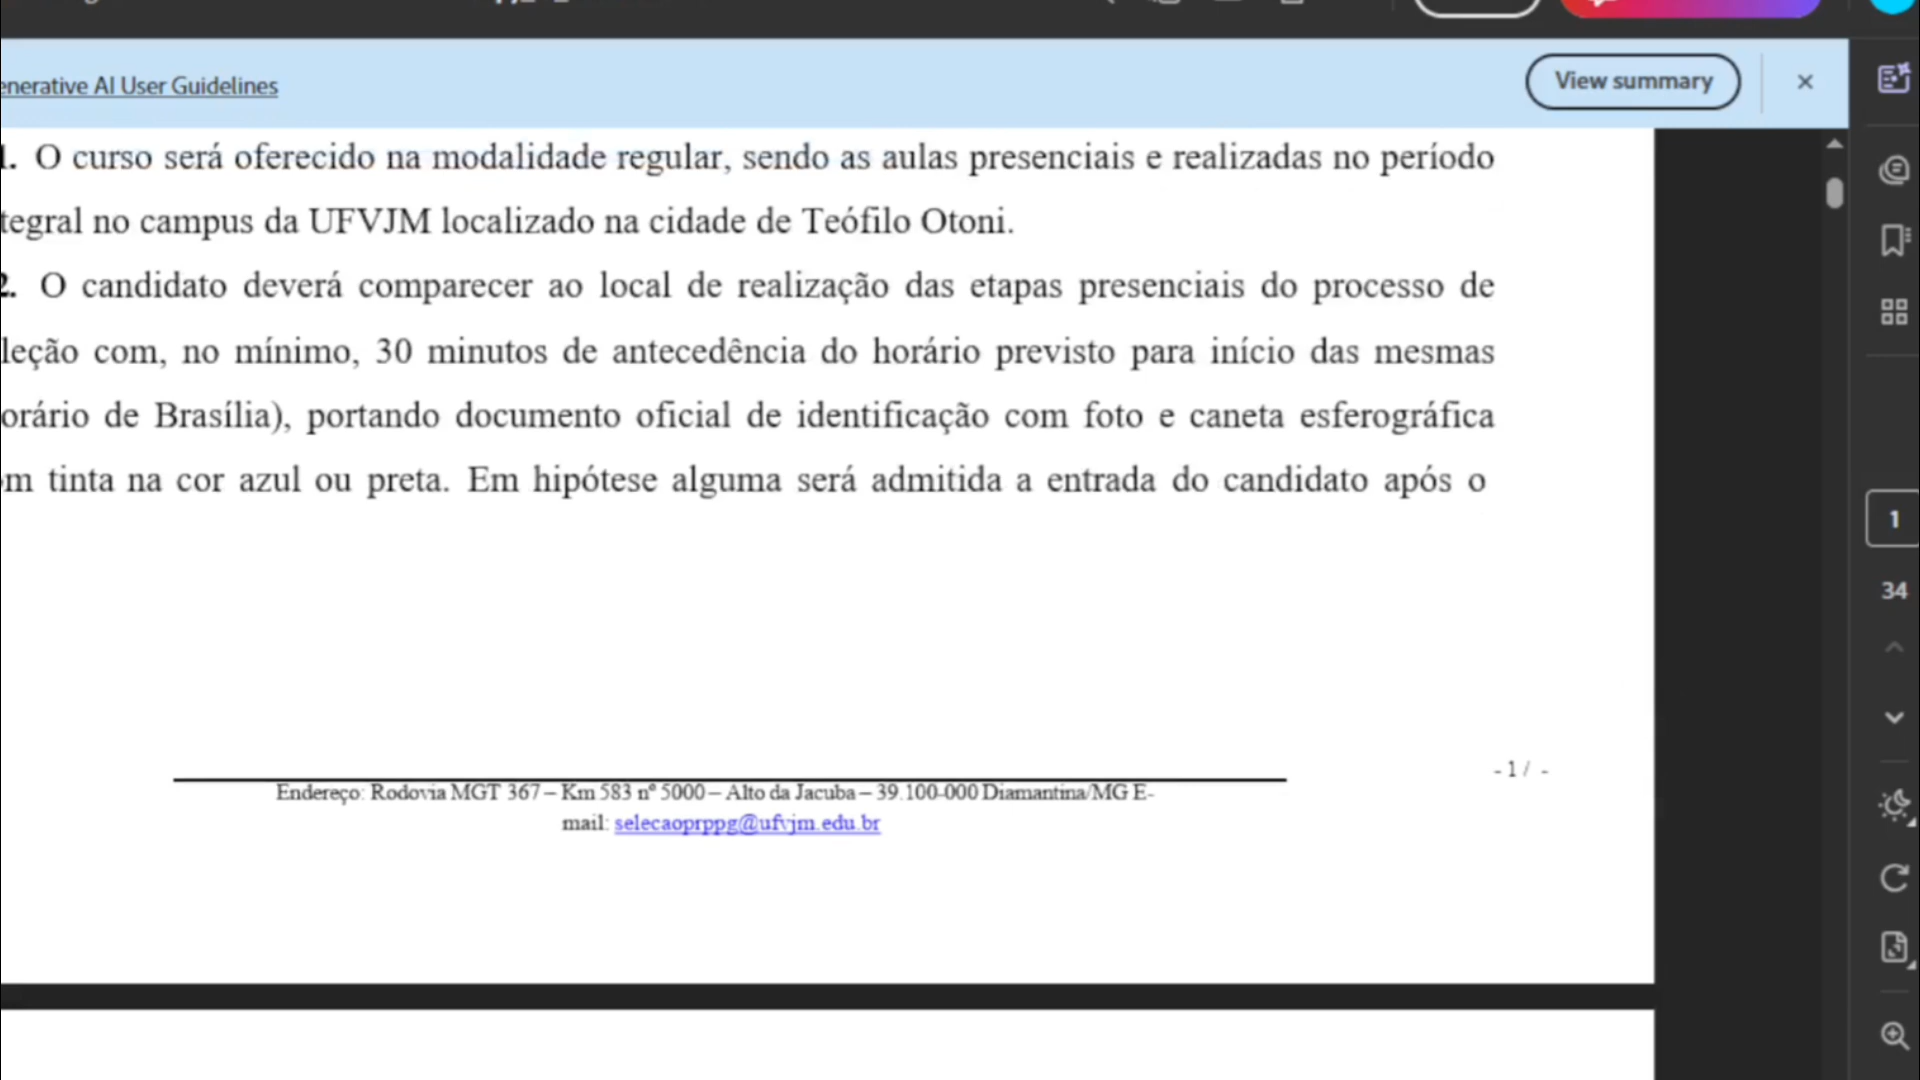 enerative AI User Guidelines
View summary
1. O curso será oferecido na modalidade regular, sendo as aulas presenciais e realizadas no período
tegral no campus da UFVJM localizado na cidade de Teófilo Otoni.
2. O candidato deverá comparecer ao local de realização das etapas presenciais do processo de
leção com, no mínimo, 30 minutos de antecedência do horário previsto para início das mesmas
orário de Brasília), portando documento oficial de identificação com foto e caneta esferográfica
m tinta na cor azul ou preta. Em hipótese alguma será admitida a entrada do candidato após o
1
34
- 1 / -
Endereço: Rodovia MGT 367 – Km 583 nº 5000 – Alto da Jacuba – 39.100-000 Diamantina/MG E-
mail: selecaoprppg@ufvjm.edu.br